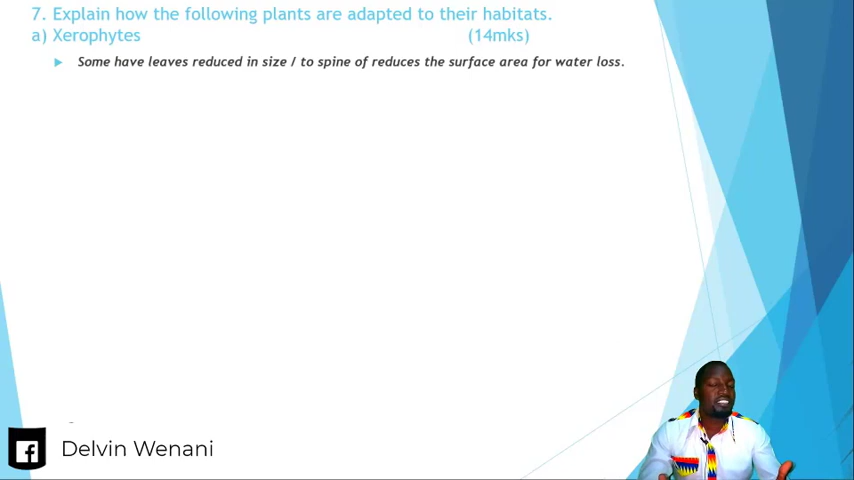 7. Explain how the following plants are adapted to their habitats.
a) Xerophytes (14mks)
Some have leaves reduced in size / to spine of reduces the surface area for water loss.
Delvin Wenani